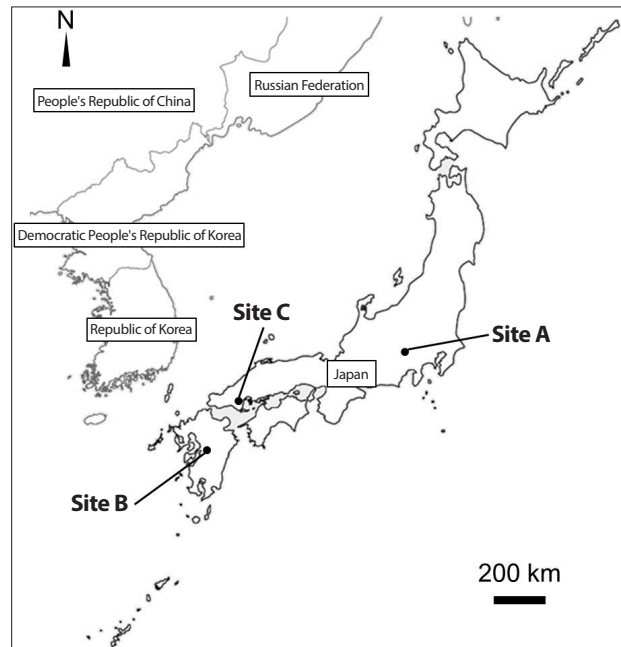 N
Russian Federation
People's Republic of China
Democratic People's Republic of Korea
Republic of Korea
Site C
Site A
Japan
Site B
200 km